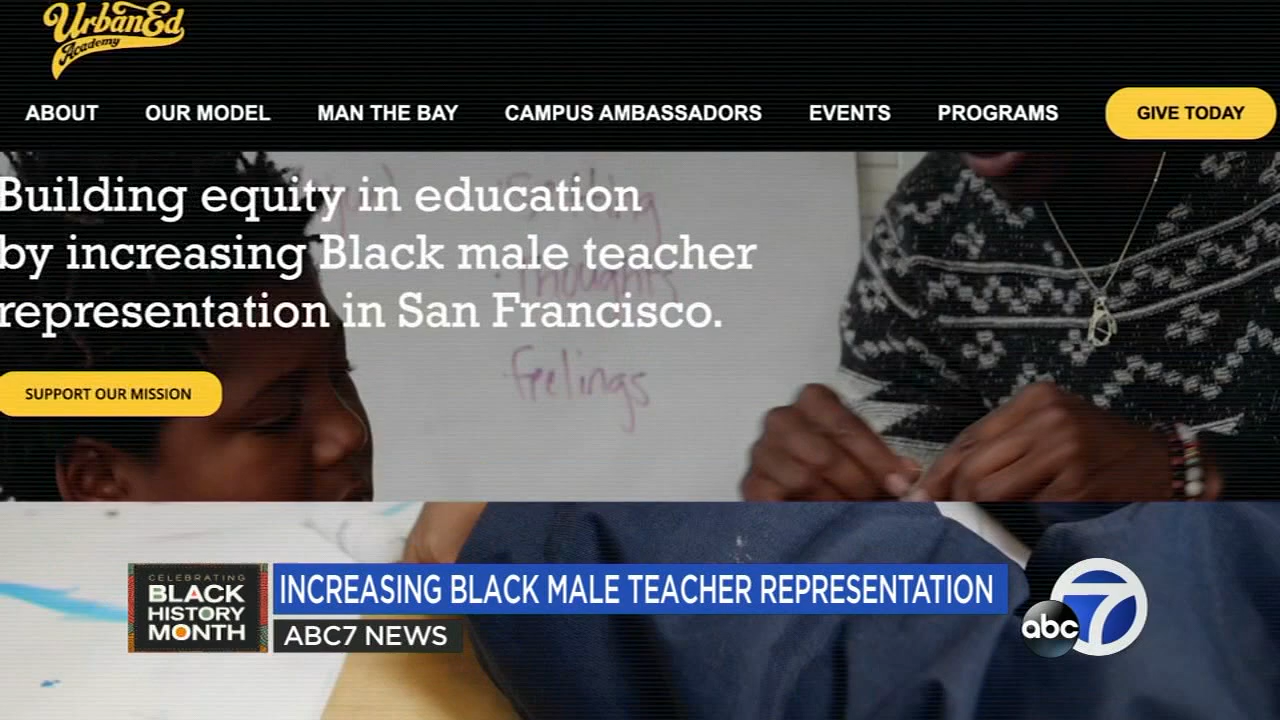 UrbanEd
Academy
ABOUT OUR MODEL MAN THE BAY CAMPUS AMBASSADORS EVENTS PROGRAMS GIVE TODAY
Building equity in education
by increasing Black male teacher
representation in San Francisco.
Thoughts
feelings
SUPPORT OUR MISSION
CELEBRATING
BLACK
HISTORY
MONTH
INCREASING BLACK MALE TEACHER REPRESENTATION
ABC7 NEWS
abc 7